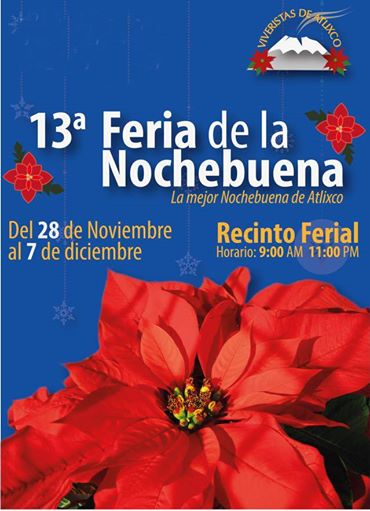 VIVERISTAS DE ATLIXCO
13ª Feria de la
Nochebuena
La mejor Nochebuena de Atlixco
Del 28 de Noviembre
al 7 de diciembre
Recinto Ferial
Horario: 9:00 AM 11:00 PM